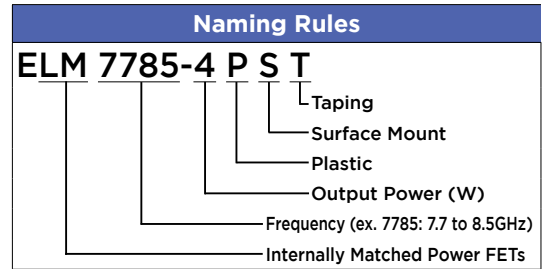 Naming Rules
ELM 7785-4 P S T
Taping
Surface Mount
Plastic
Output Power (W)
Frequency (ex. 7785: 7.7 to 8.5GHz)
Internally Matched Power FETs